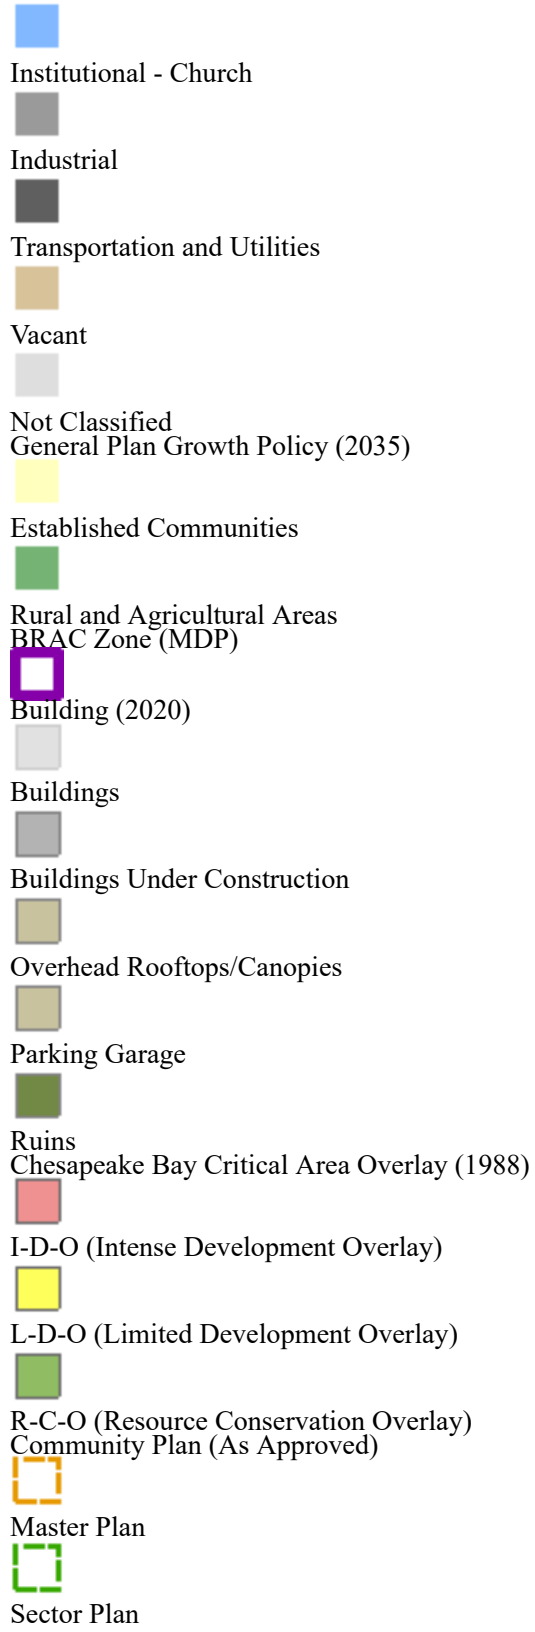 Institutional - Church
Industrial
Transportation and Utilities
Vacant
Not Classified
General Plan Growth Policy (2035)
Established Communities
Rural and Agricultural Areas
BRAC Zone (MDP)
Building (2020)
Buildings
Buildings Under Construction
Overhead Rooftops/Canopies
Parking Garage
Ruins
Chesapeake Bay Critical Area Overlay (1988)
I-D-O (Intense Development Overlay)
L-D-O (Limited Development Overlay)
R-C-O (Resource Conservation Overlay)
Community Plan (As Approved)
Master Plan
Sector Plan